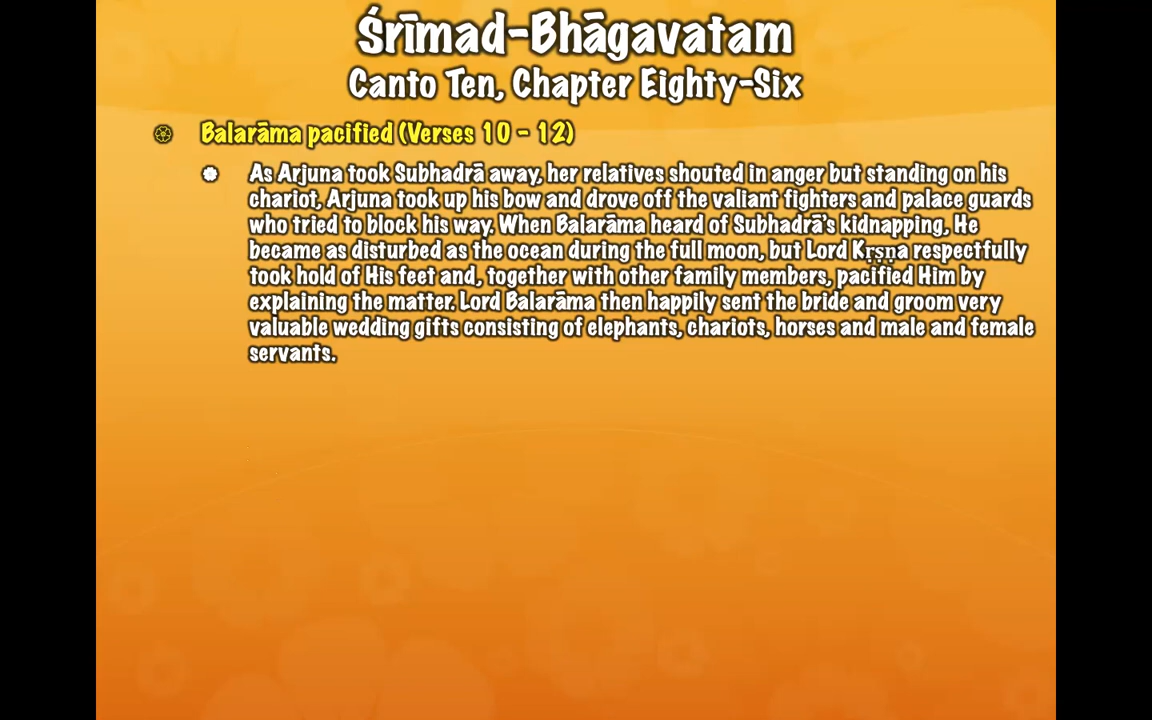 Śrīmad-Bhāgavatam
Canto Ten, Chapter Eighty-Six
Balarāma pacified (Verses 10 - 12)
As Arjuna took Subhadrā away, her relatives shouted in anger but standing on his
chariot, Arjuna took up his bow and drove off the valiant fighters and palace guards
who tried to block his way. When Balarāma heard of Subhadrā's kidnapping, He
became as disturbed as the ocean during the full moon, but Lord Kṛṣṇa respectfully
took hold of His feet and, together with other family members, pacified Him by
explaining the matter. Lord Balarāma then happily sent the bride and groom very
valuable wedding gifts consisting of elephants, chariots, horses and male and female
servants.